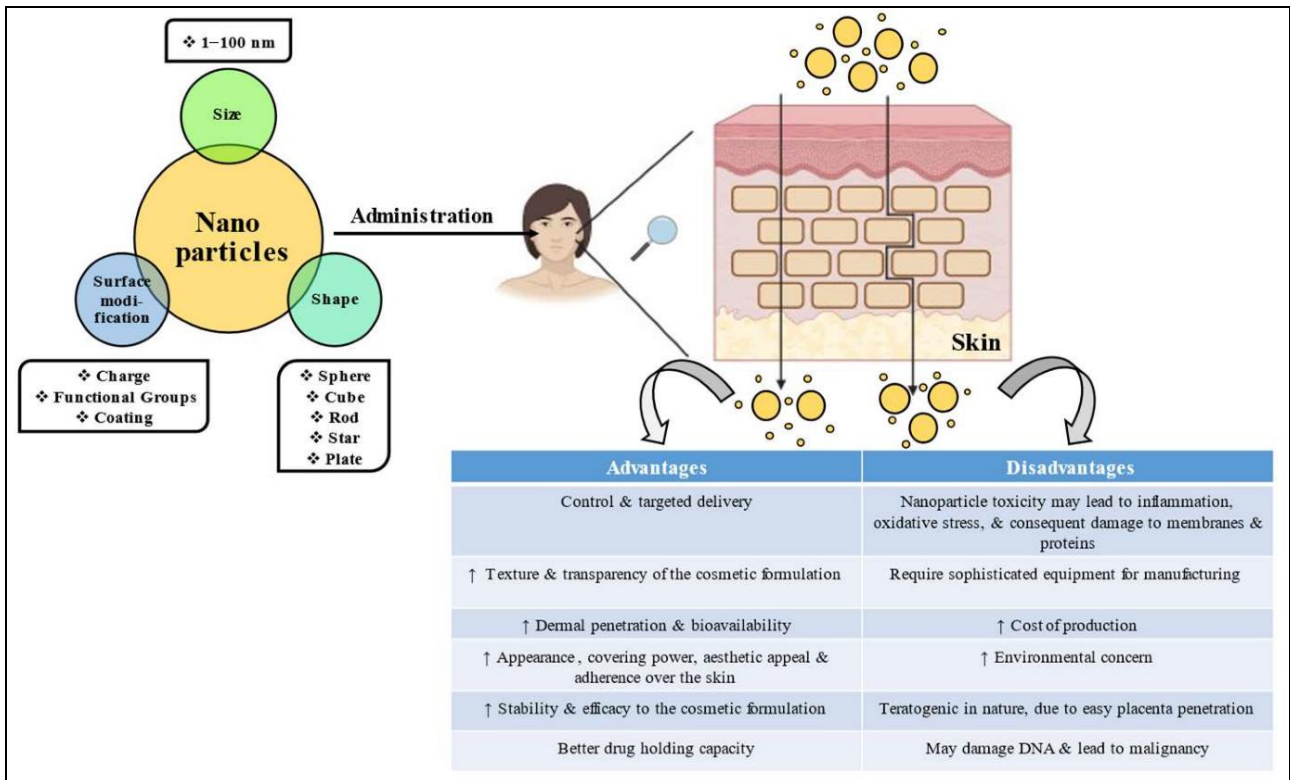 ❖ 1–100 nm
Size
Nano
particles
Surface
modi-
fication
Shape
❖ Charge
❖ Functional Groups
❖ Coating
❖ Sphere
❖ Cube
❖ Rod
❖ Star
❖ Plate
Administration
Skin
Advantages
Disadvantages
Control & targeted delivery
Nanoparticle toxicity may lead to inflammation,
oxidative stress, & consequent damage to membranes &
proteins
↑ Texture & transparency of the cosmetic formulation
Require sophisticated equipment for manufacturing
↑ Dermal penetration & bioavailability
↑ Cost of production
↑ Appearance , covering power, aesthetic appeal &
adherence over the skin
↑ Environmental concern
↑ Stability & efficacy to the cosmetic formulation
Teratogenic in nature, due to easy placenta penetration
Better drug holding capacity
May damage DNA & lead to malignancy